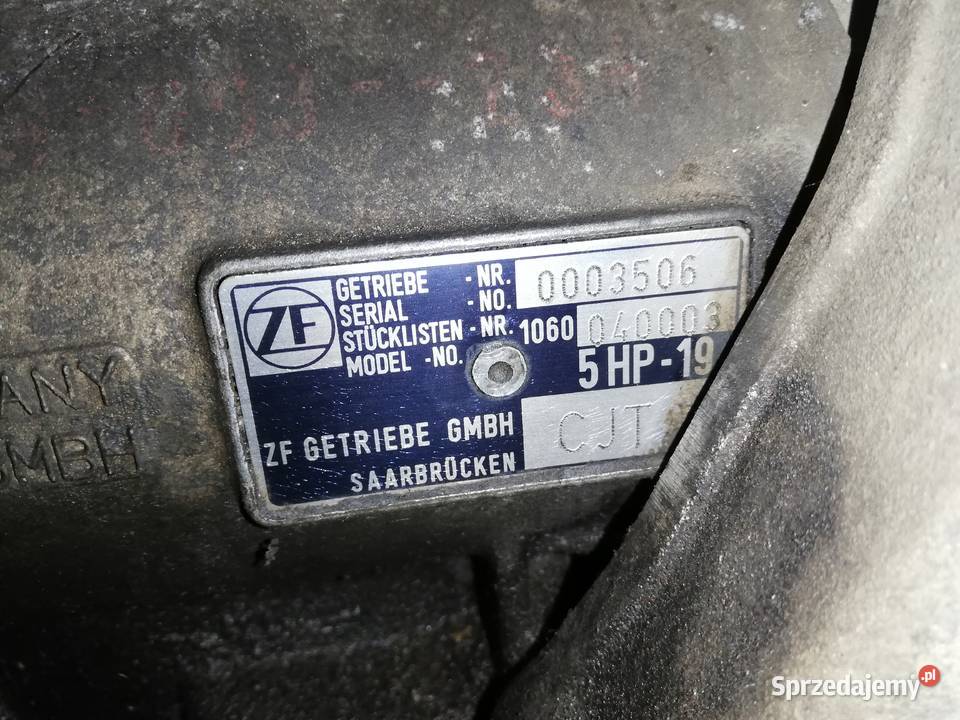 ANY
GMBH
ZF
GETRIEBE - NR. 0003506
SERIAL - NO.
STÜCKLISTEN - NR. 1060 040003
MODEL - NO.
5 HP - 19
ZF GETRIEBE GMBH CJT
SAARBRÜCKEN
Sprzedajemy.pl